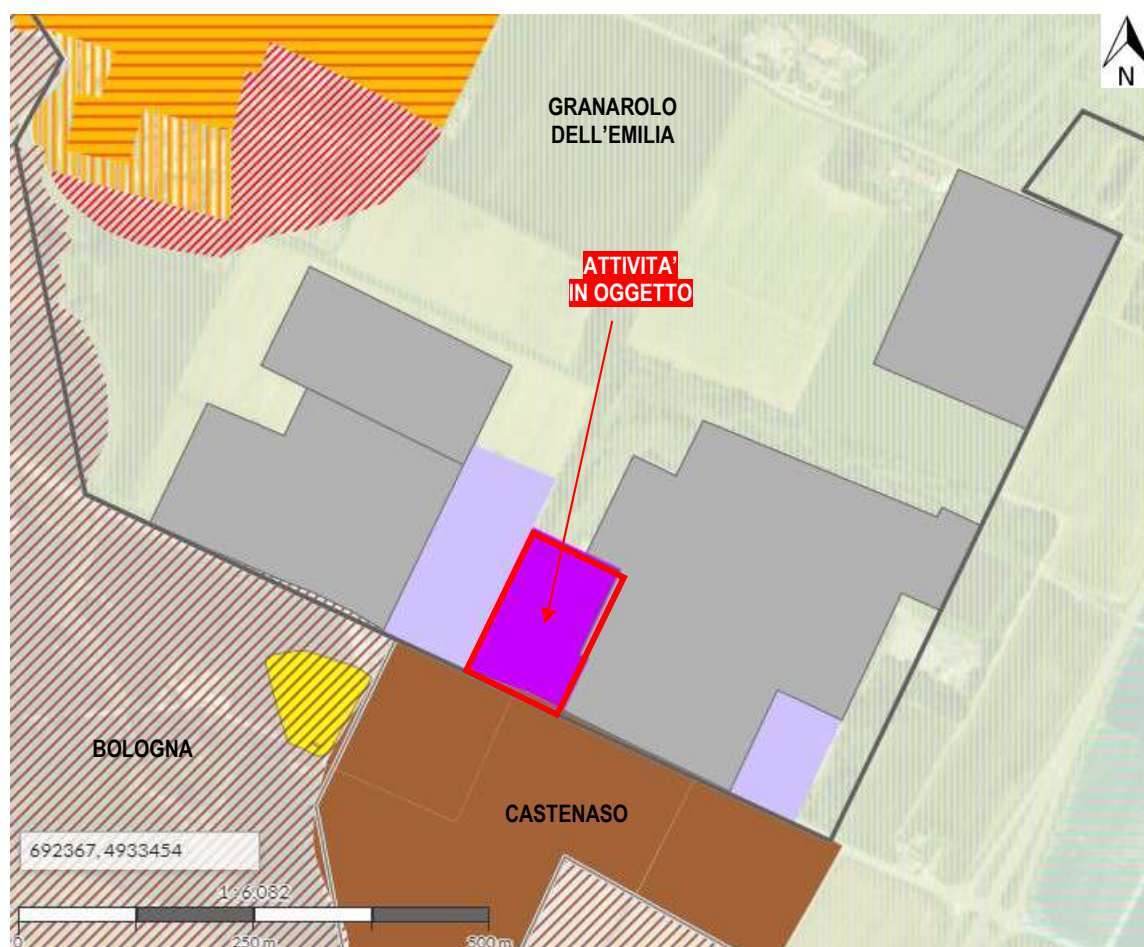 N
GRANAROLO
DELL’EMILIA
ATTIVITA’
IN OGGETTO
BOLOGNA
CASTENASO
692367, 4933454
1 : 6.082
0 250 m 500 m